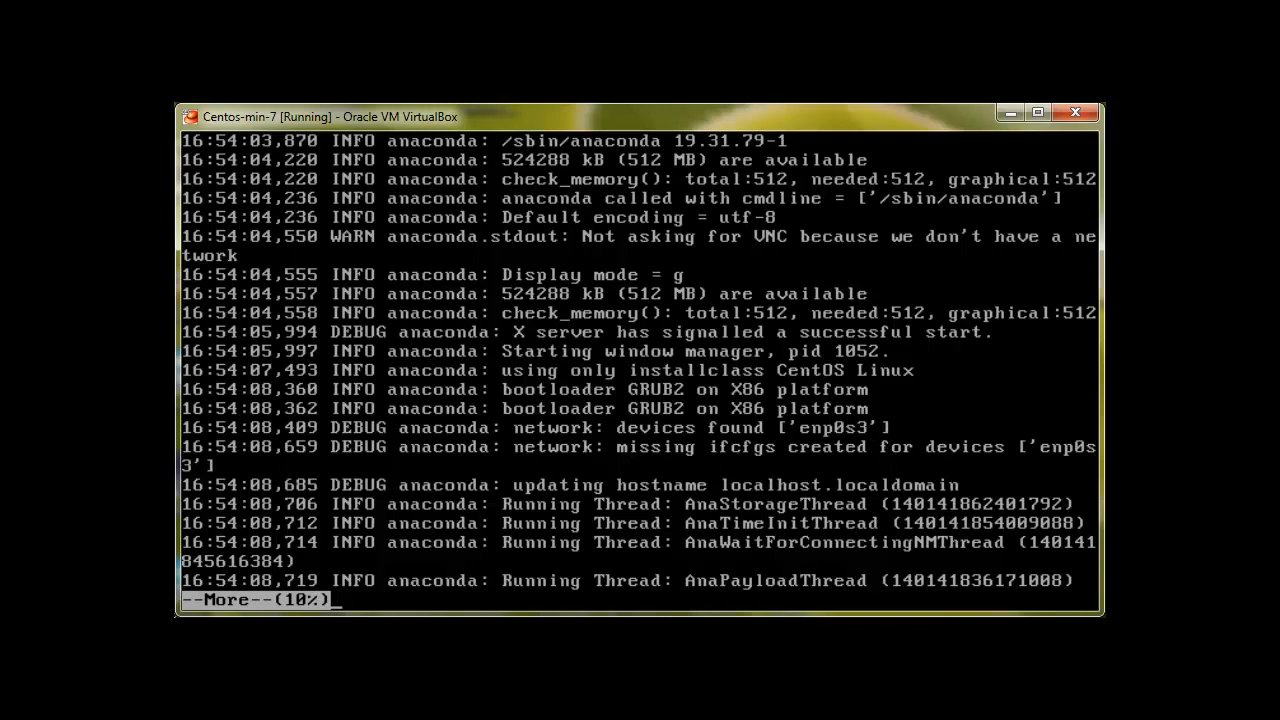 Centos-min-7 [Running] - Oracle VM VirtualBox
16:54:03,870 INFO anaconda: /sbin/anaconda 19.31.79-1
16:54:04,220 INFO anaconda: 524288 kB (512 MB) are available
16:54:04,220 INFO anaconda: check_memory(): total:512, needed:512, graphical:512
16:54:04,236 INFO anaconda: anaconda called with cmdline = ['/sbin/anaconda']
16:54:04,236 INFO anaconda: Default encoding = utf-8
16:54:04,550 WARN anaconda.stdout: Not asking for VNC because we don't have a ne
twork
16:54:04,555 INFO anaconda: Display mode = g
16:54:04,557 INFO anaconda: 524288 kB (512 MB) are available
16:54:04,558 INFO anaconda: check_memory(): total:512, needed:512, graphical:512
16:54:05,994 DEBUG anaconda: X server has signalled a successful start.
16:54:05,997 INFO anaconda: Starting window manager, pid 1052.
16:54:07,493 INFO anaconda: using only installclass CentOS Linux
16:54:08,360 INFO anaconda: bootloader GRUB2 on X86 platform
16:54:08,362 INFO anaconda: bootloader GRUB2 on X86 platform
16:54:08,409 DEBUG anaconda: network: devices found ['enp0s3']
16:54:08,659 DEBUG anaconda: network: missing ifcfgs created for devices ['enp0s
3']
16:54:08,685 DEBUG anaconda: updating hostname localhost.localdomain
16:54:08,706 INFO anaconda: Running Thread: AnaStorageThread (140141862401792)
16:54:08,712 INFO anaconda: Running Thread: AnaTimeInitThread (140141854009088)
16:54:08,714 INFO anaconda: Running Thread: AnaWaitForConnectingNMThread (140141
845616384)
16:54:08,719 INFO anaconda: Running Thread: AnaPayloadThread (140141836171008)
--More--(10%)_